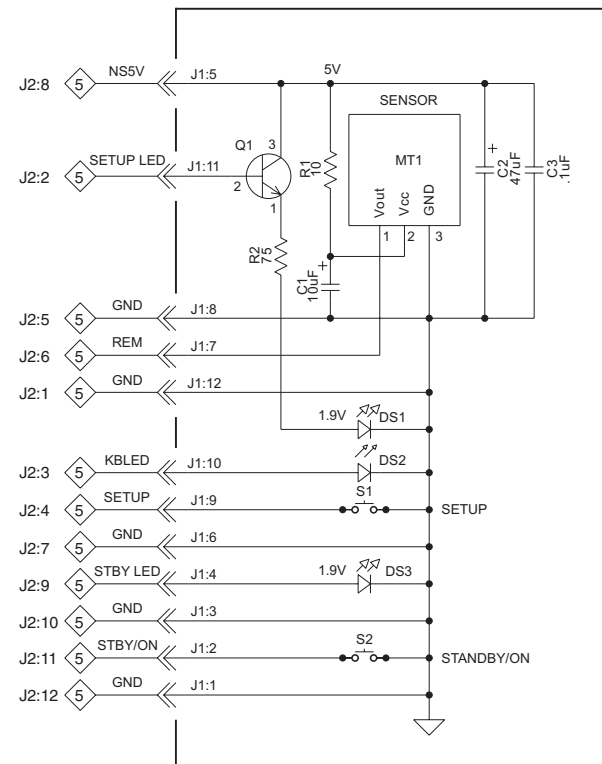 J2:8 5 NS5V J1:5 5V
SENSOR
MT1
Vout Vcc GND
1 2 3
Q1
3
2
1
J2:2 5 SETUP LED J1:11
R1
10
R2
75
C1
10uF
+
C2
47uF
+
C3
.1uF
J2:5 5 GND J1:8
J2:6 5 REM J1:7
J2:1 5 GND J1:12
1.9V DS1
J2:3 5 KBLED J1:10 DS2
J2:4 5 SETUP J1:9 S1 SETUP
J2:7 5 GND J1:6
J2:9 5 STBY LED J1:4 1.9V DS3
J2:10 5 GND J1:3
J2:11 5 STBY/ON J1:2 S2 STANDBY/ON
J2:12 5 GND J1:1